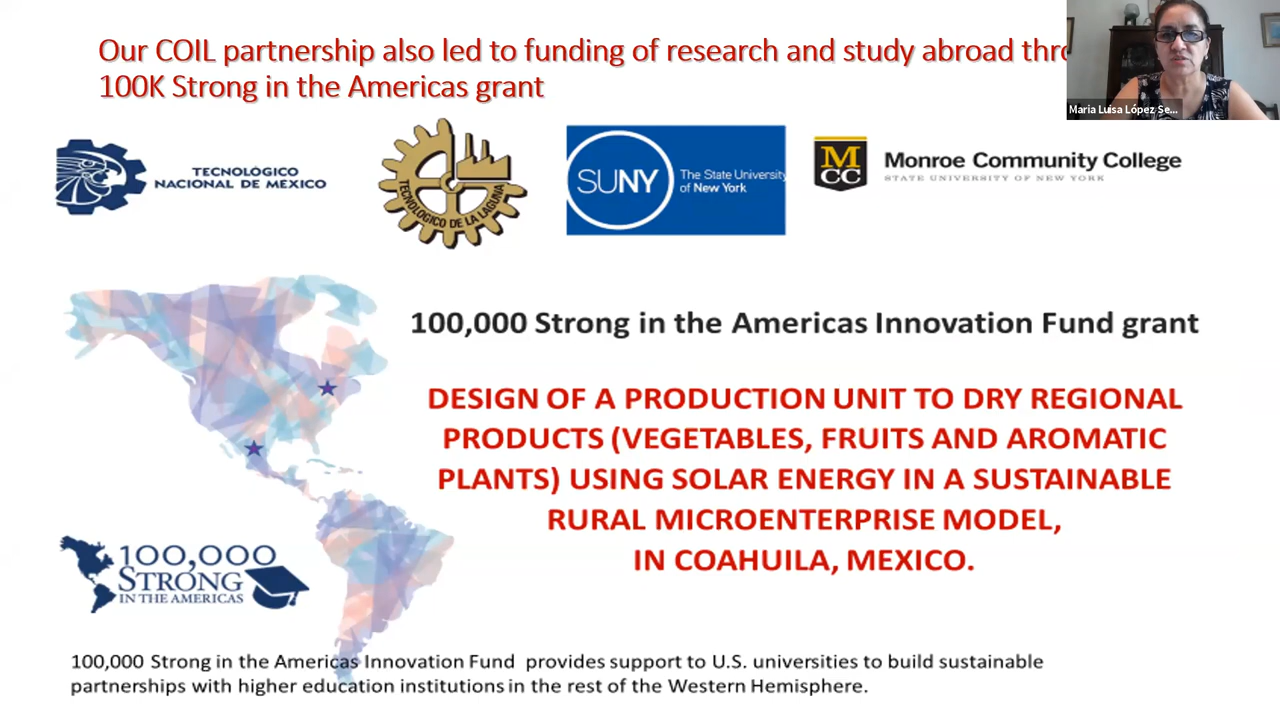 Our COIL partnership also led to funding of research and study abroad
100K Strong in the Americas grant
Maria Luisa López Se...
TECNOLÓGICO
NACIONAL DE MÉXICO
TECNOLOGICO DE LA LAGUNA
SUNY
The State University
of New York
MCC
Monroe Community College
STATE UNIVERSITY OF NEW YORK
100,000 Strong in the Americas Innovation Fund grant
DESIGN OF A PRODUCTION UNIT TO DRY REGIONAL
PRODUCTS (VEGETABLES, FRUITS AND AROMATIC
PLANTS) USING SOLAR ENERGY IN A SUSTAINABLE
RURAL MICROENTERPRISE MODEL,
IN COAHUILA, MEXICO.
100,000
STRONG
IN THE AMERICAS
100,000 Strong in the Americas Innovation Fund provides support to U.S. universities to build sustainable
partnerships with higher education institutions in the rest of the Western Hemisphere.